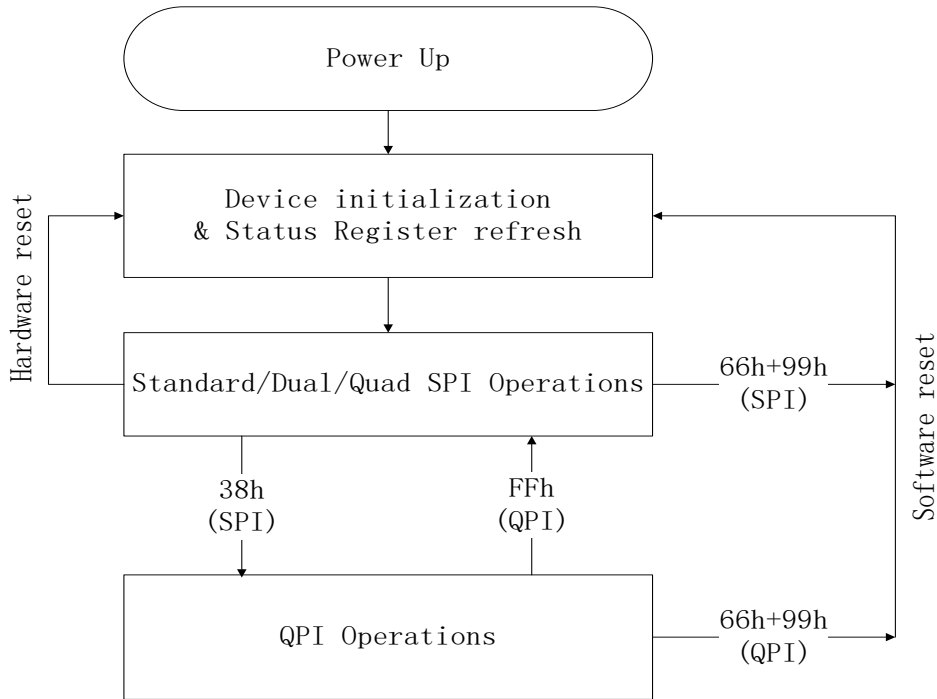 Power Up
Device initialization
& Status Register refresh
Hardware reset
Standard/Dual/Quad SPI Operations
66h+99h
(SPI)
Software reset
38h
(SPI)
FFh
(QPI)
QPI Operations
66h+99h
(QPI)